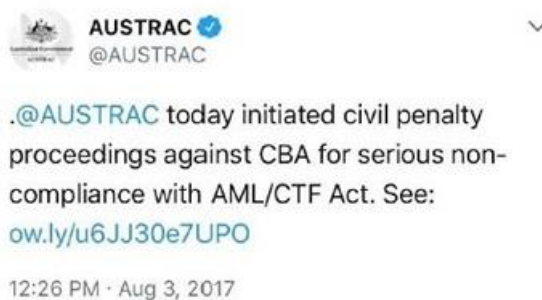 AUSTRAC
@AUSTRAC
.@AUSTRAC today initiated civil penalty
proceedings against CBA for serious non-
compliance with AML/CTF Act. See:
ow.ly/u6JJ30e7UPO
12:26 PM · Aug 3, 2017